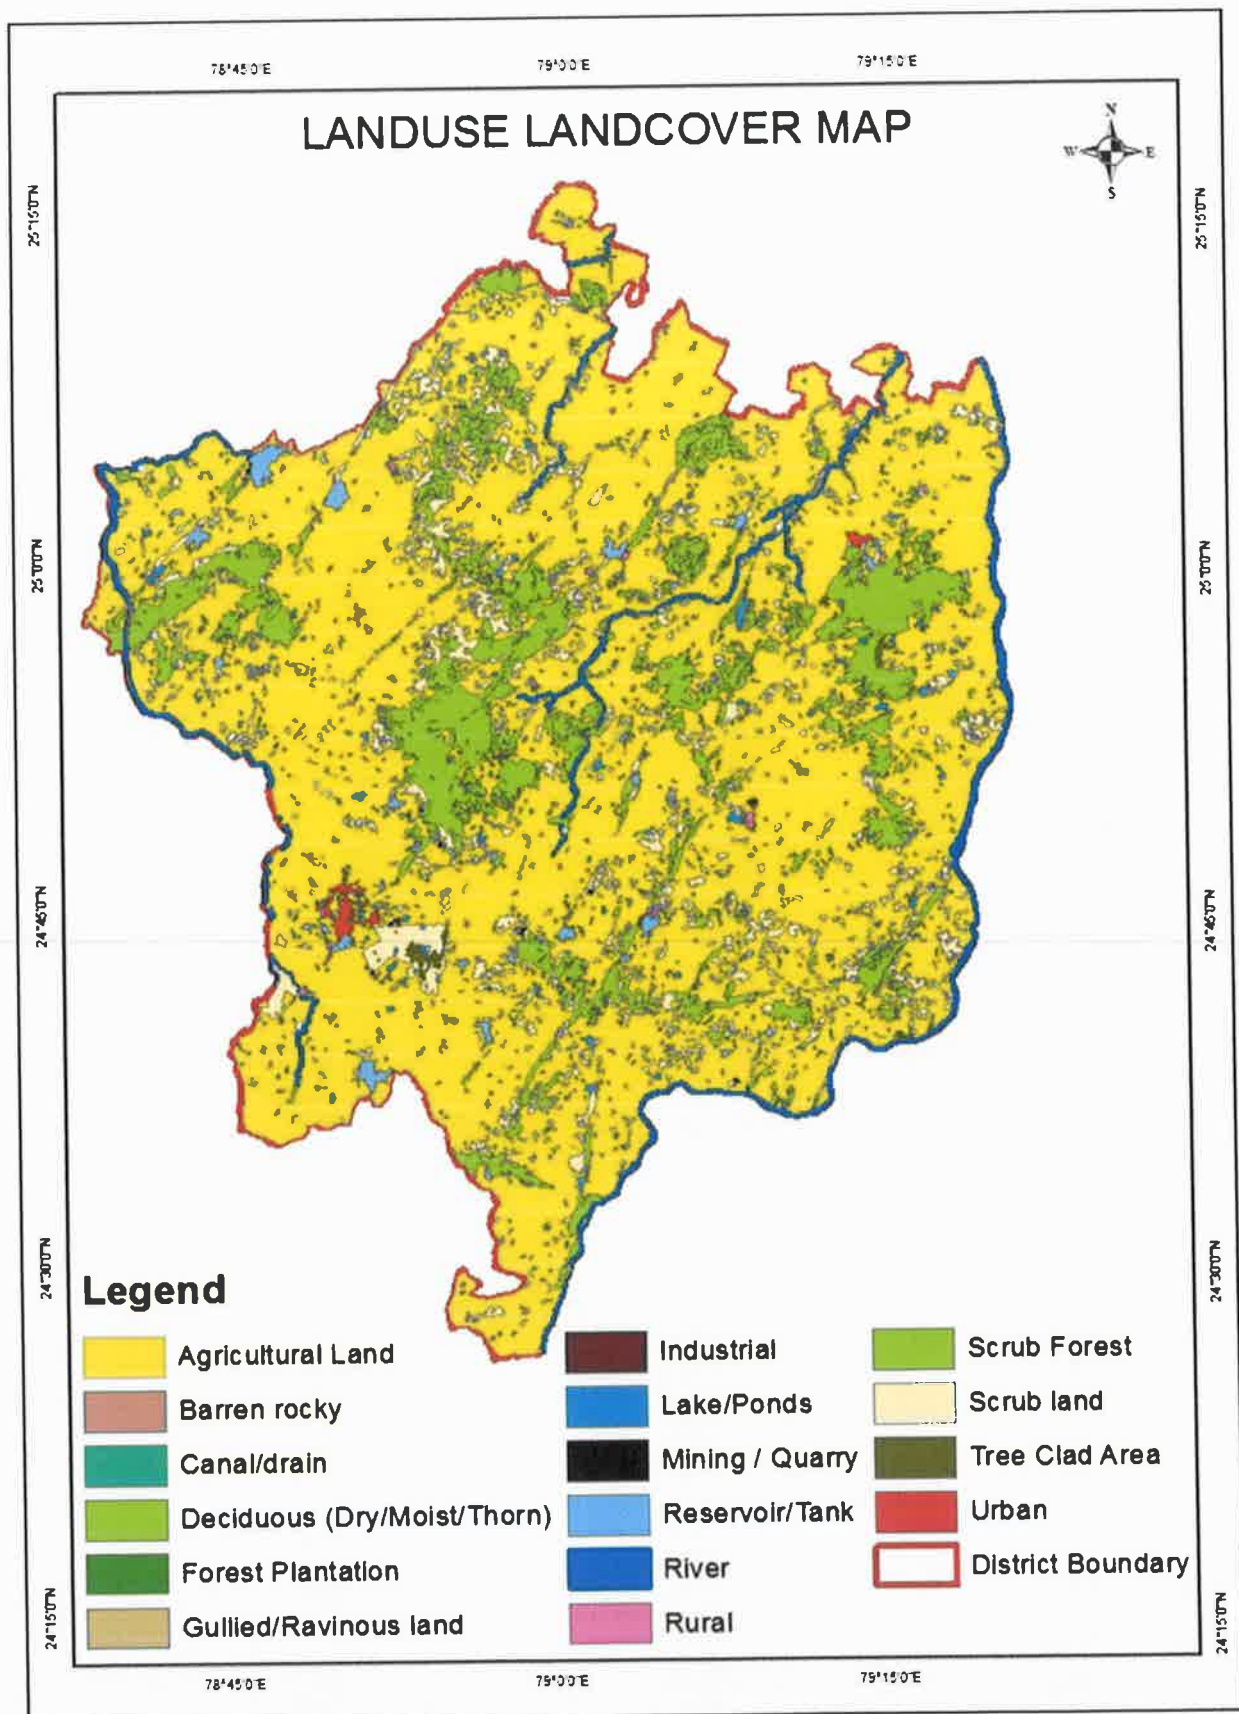 78°45'0"E
79°0'0"E
79°15'0"E
LANDUSE LANDCOVER MAP
N
W
E
S
25°15'0"N
25°15'0"N
25°0'0"N
25°0'0"N
24°45'0"N
24°45'0"N
24°30'0"N
24°30'0"N
Legend
Agricultural Land
Barren rocky
Canal/drain
Deciduous (Dry/Moist/Thorn)
Forest Plantation
Gullied/Ravinous land
Industrial
Lake/Ponds
Mining / Quarry
Reservoir/Tank
River
Rural
Scrub Forest
Scrub land
Tree Clad Area
Urban
District Boundary
24°15'0"N
24°15'0"N
78°45'0"E
79°0'0"E
79°15'0"E